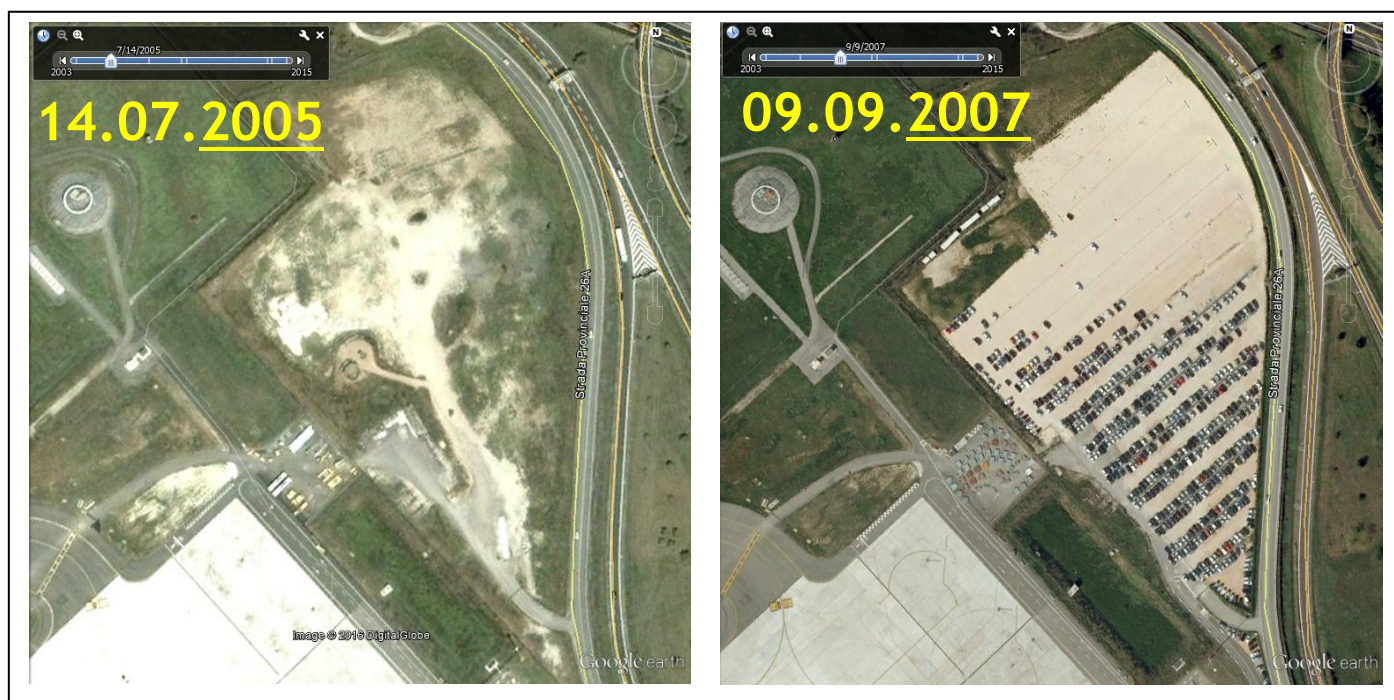 7/14/2005
2003
2015
14.07.2005
N
Strada Provinciale 26A
Image © 2016 DigitalGlobe
Google earth
9/9/2007
2003
2015
09.09.2007
N
Strada Provinciale 26A
Google earth